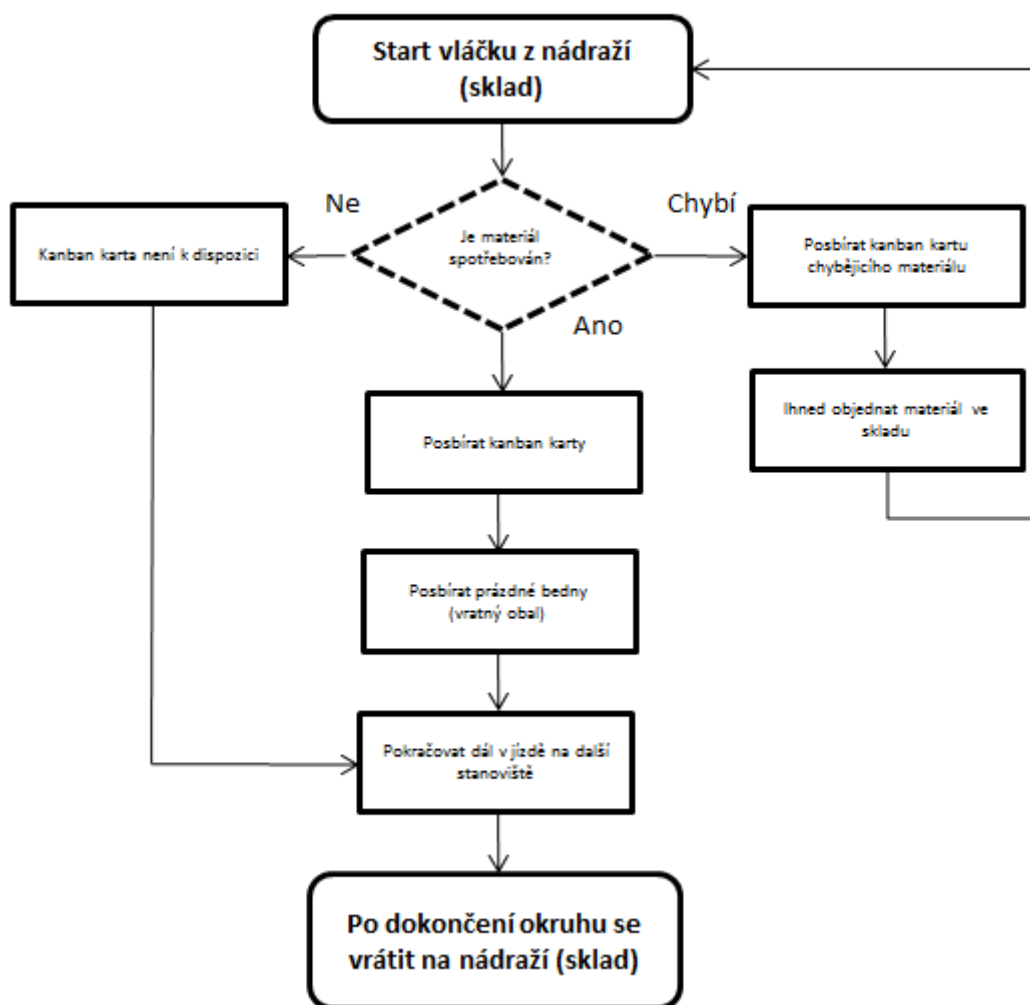 Start vláčku z nádraží
(sklad)
Ne
Chybí
Je materiál
spotřebován?
Kanban karta není k dispozici
Posbírat kanban kartu
chybějicího materiálu
Ano
Ihned objednat materiál ve
skladu
Posbírat kanban karty
Posbírat prázdné bedny
(vratný obal)
Pokračovat dál v jízdě na další
stanoviště
Po dokončení okruhu se
vrátit na nádraží (sklad)